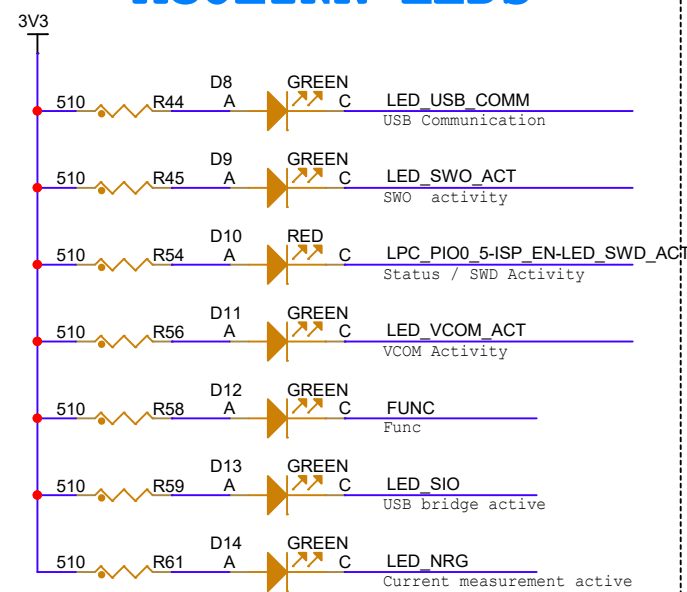 3V3
D8 GREEN
510 R44 A C LED_USB_COMM
USB Communication
D9 GREEN
510 R45 A C LED_SWO_ACT
SWO activity
D10 RED
510 R54 A C LPC_PIO0_5-ISP_EN-LED_SWD_ACT
Status / SWD Activity
D11 GREEN
510 R56 A C LED_VCOM_ACT
VCOM Activity
D12 GREEN
510 R58 A C FUNC
Func
D13 GREEN
510 R59 A C LED_SIO
USB bridge active
D14 GREEN
510 R61 A C LED_NRG
Current measurement active